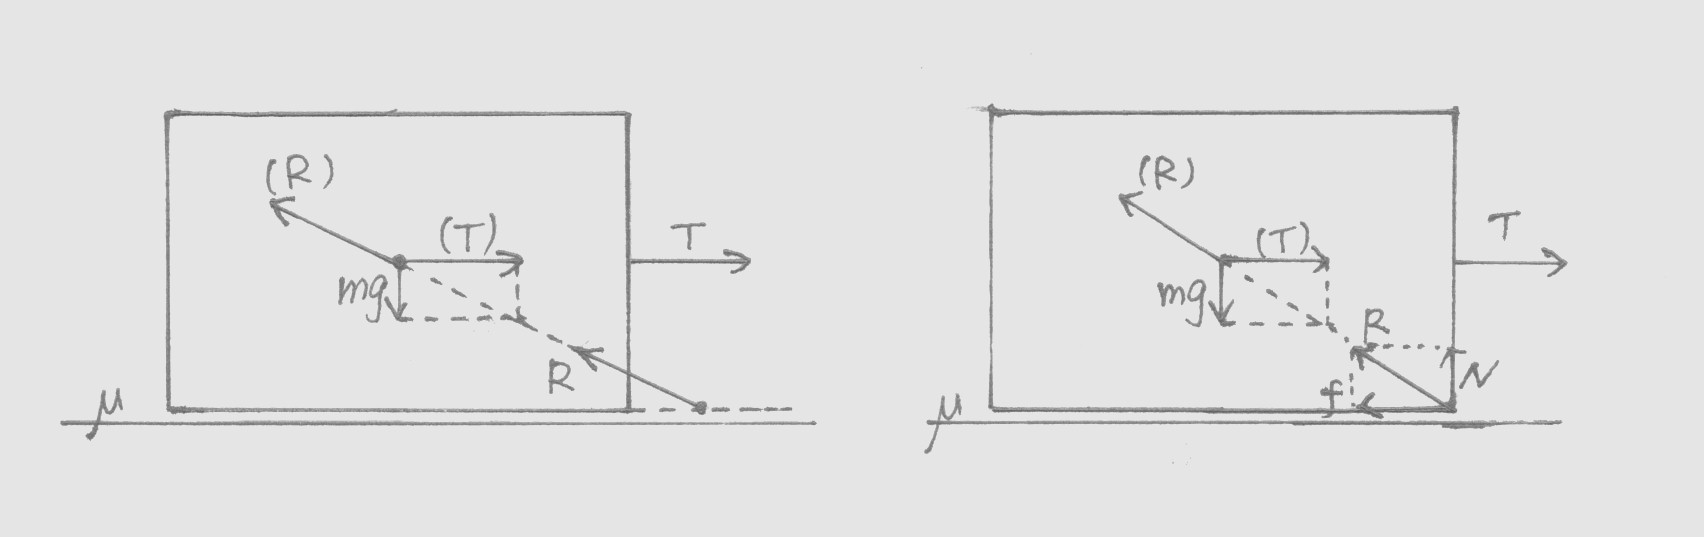 (R)
(T)
T
mg
R
μ
(R)
(T)
T
mg
R
N
f
μ